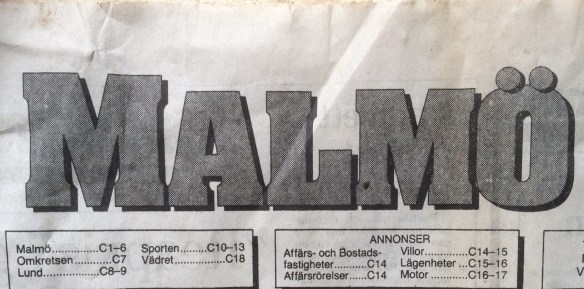 MALMÖ
Malmö...............C1–6
Omkretsen..........C7
Lund...............C8–9
Sporten........C10–13
Vädret.............C18
ANNONSER
Affärs- och Bostads-
fastigheter.........C14
Affärsrörelser.....C14
Villor...............C14–15
Lägenheter ...C15–16
Motor ...........C16–17